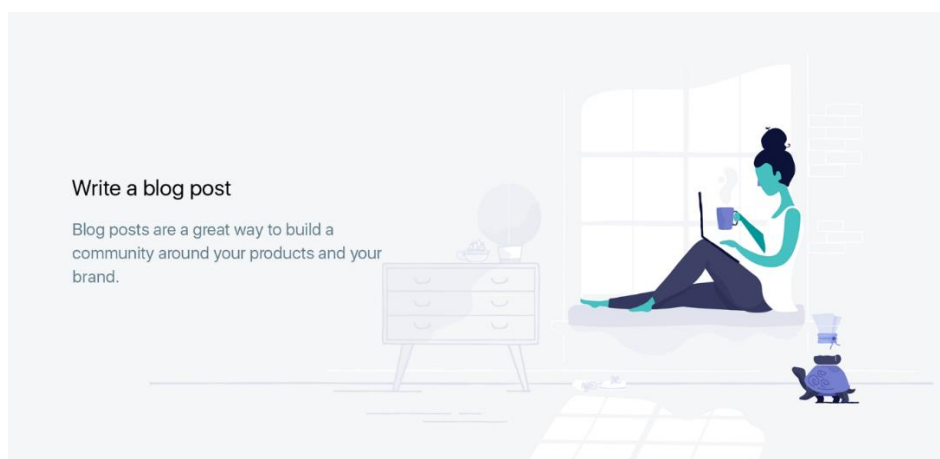 Write a blog post
Blog posts are a great way to build a
community around your products and your
brand.